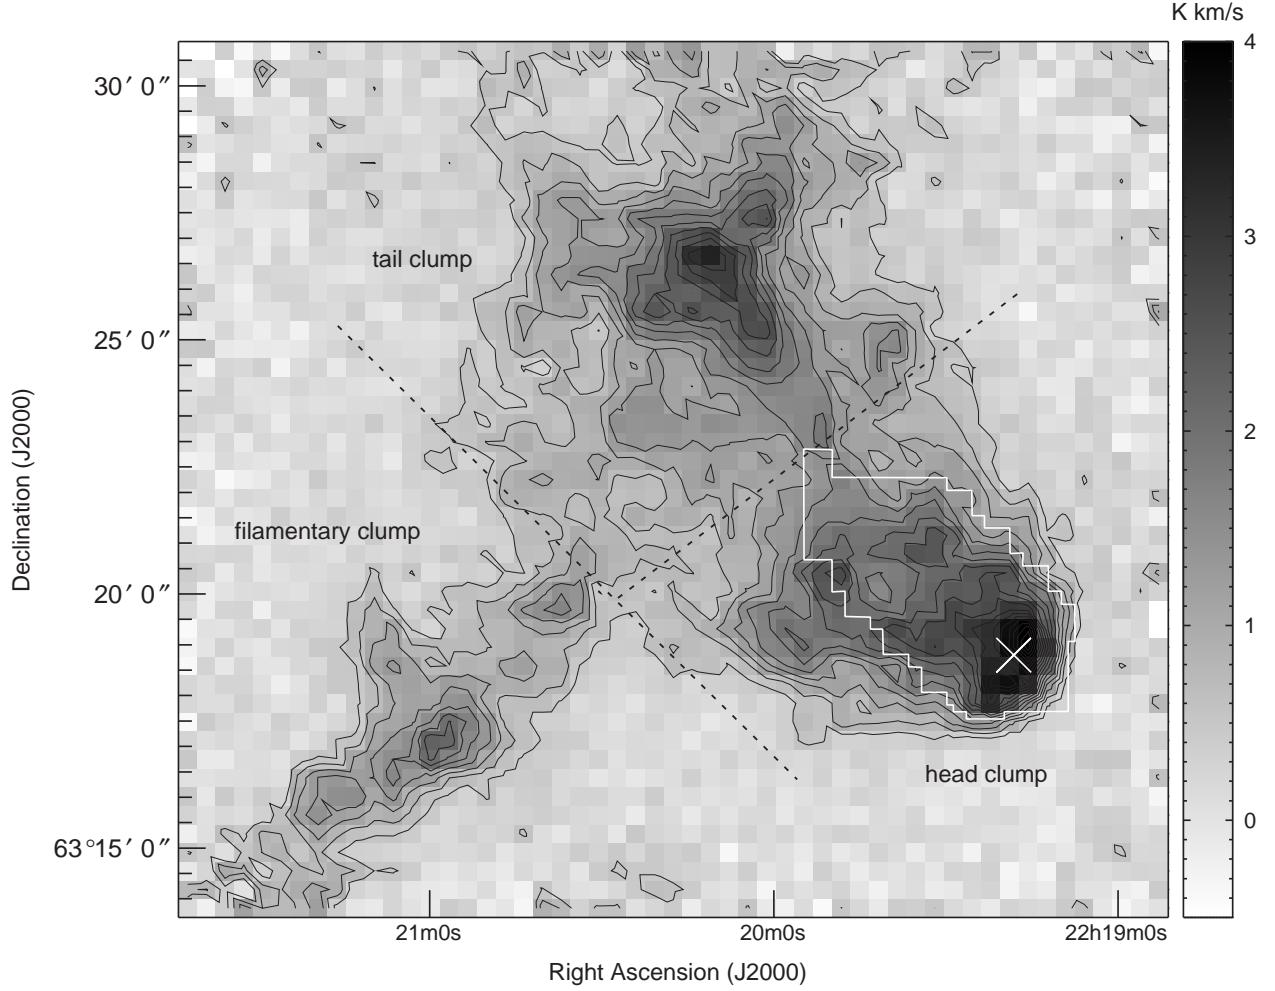 K km/s
4
3
2
1
0
30′ 0″
25′ 0″
20′ 0″
63°15′ 0″
Declination (J2000)
tail clump
filamentary clump
head clump
21m0s
20m0s
22h19m0s
Right Ascension (J2000)